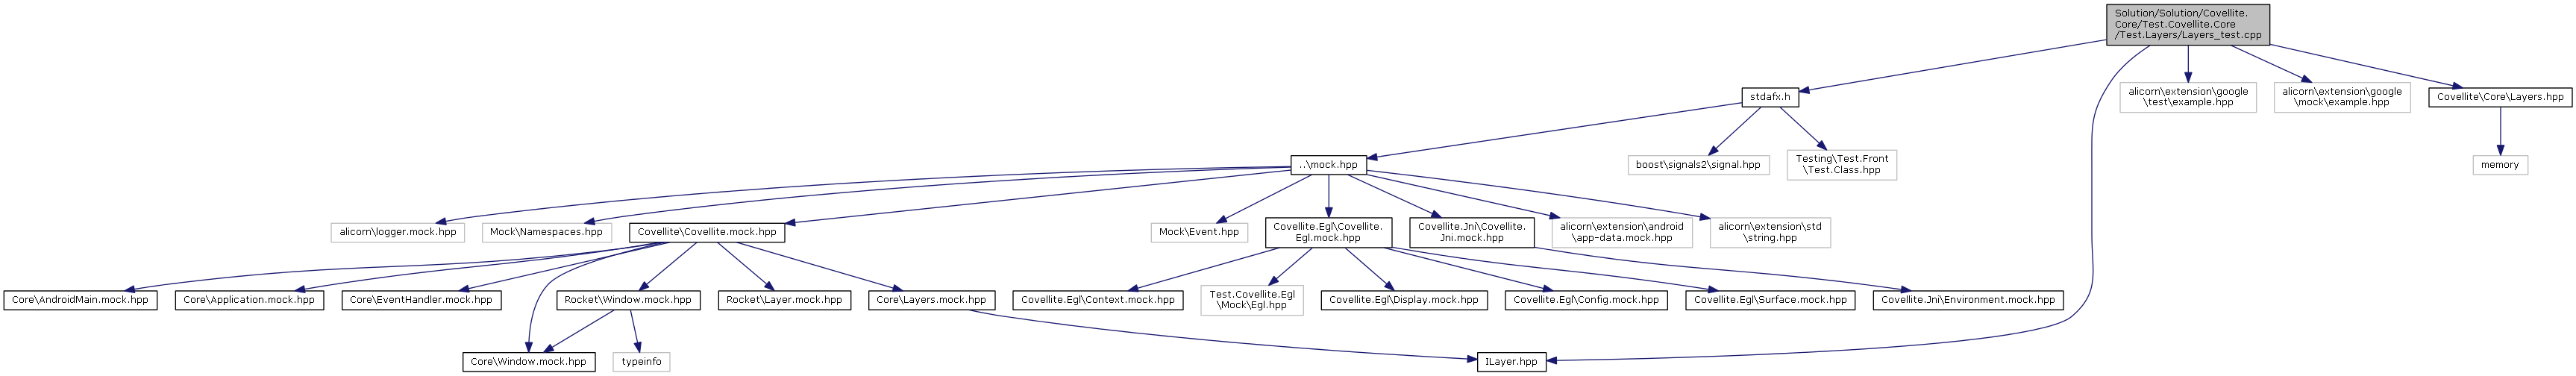 Solution/Solution/Covellite.
Core/Test.Covellite.Core
/Test.Layers/Layers_test.cpp
stdafx.h
alicorn\extension\google
\test\example.hpp
alicorn\extension\google
\mock\example.hpp
Covellite\Core\Layers.hpp
..\mock.hpp
boost\signals2\signal.hpp
Testing\Test.Front
\Test.Class.hpp
memory
alicorn\logger.mock.hpp
Mock\Namespaces.hpp
Covellite\Covellite.mock.hpp
Mock\Event.hpp
Covellite.Egl\Covellite.
Egl.mock.hpp
Covellite.Jni\Covellite.
Jni.mock.hpp
alicorn\extension\android
\app-data.mock.hpp
alicorn\extension\std
\string.hpp
Core\AndroidMain.mock.hpp
Core\Application.mock.hpp
Core\EventHandler.mock.hpp
Rocket\Window.mock.hpp
Rocket\Layer.mock.hpp
Core\Layers.mock.hpp
Covellite.Egl\Context.mock.hpp
Test.Covellite.Egl
\Mock\Egl.hpp
Covellite.Egl\Display.mock.hpp
Covellite.Egl\Config.mock.hpp
Covellite.Egl\Surface.mock.hpp
Covellite.Jni\Environment.mock.hpp
Core\Window.mock.hpp
typeinfo
ILayer.hpp